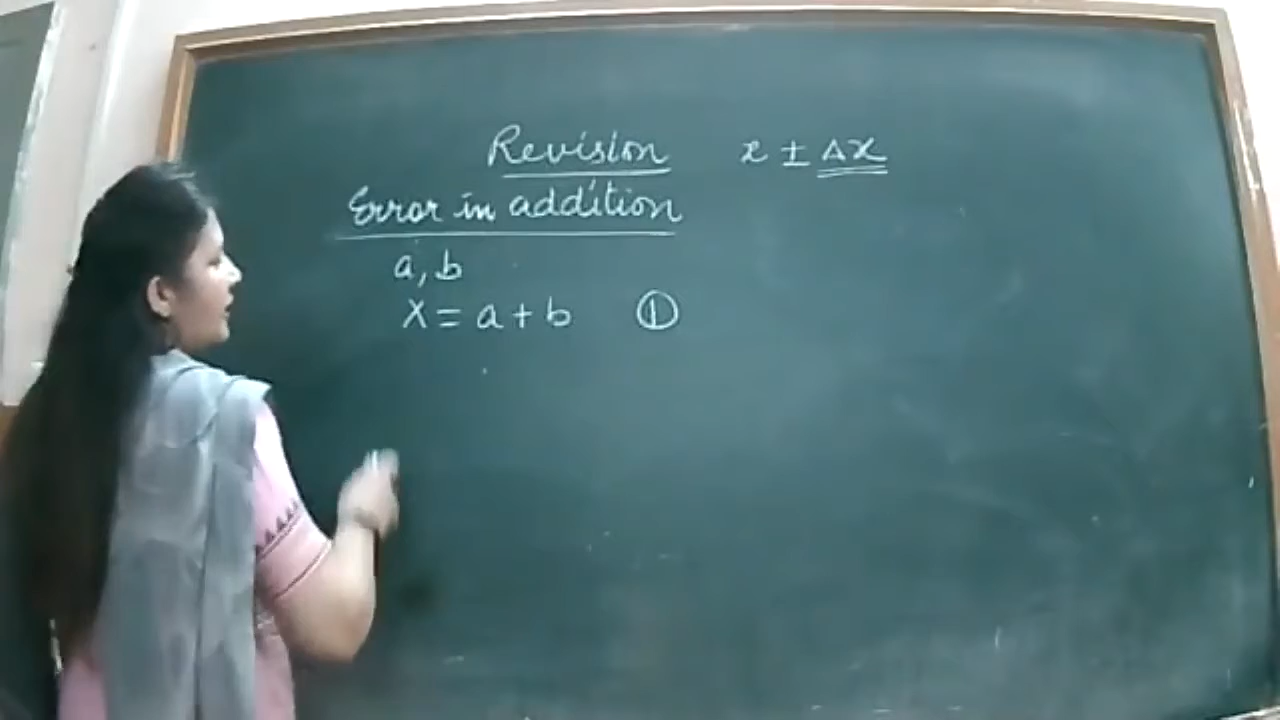 Revision x ± Δx
Error in addition
a, b
X = a + b ①